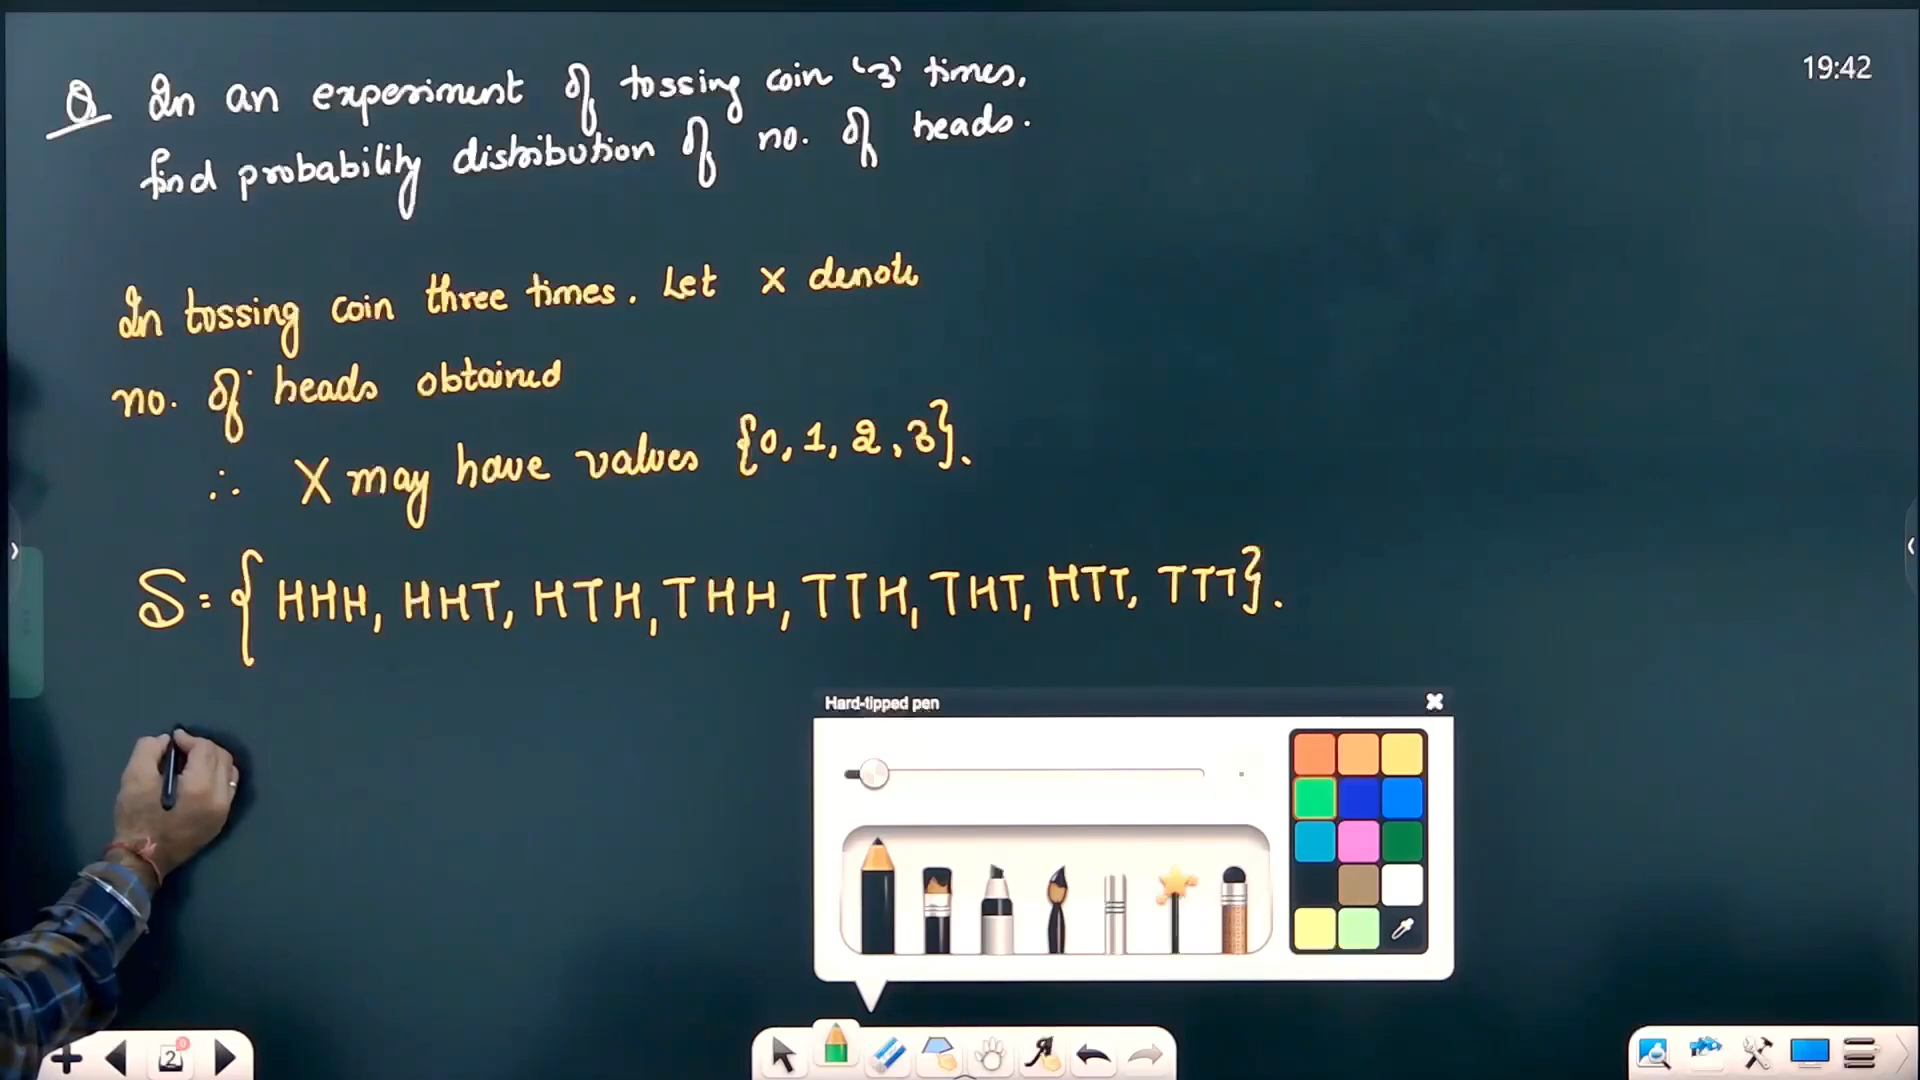 19:42
Q In an experiment of tossing coin '3' times,
find probability distribution of no. of heads.
In tossing coin three times. Let X denote
no. of heads obtained
∴ X may have values {0, 1, 2, 3}.
S = { HHH, HHT, HTH, THH, TTH, THT, HTT, TTT}.
Hard-tipped pen
2